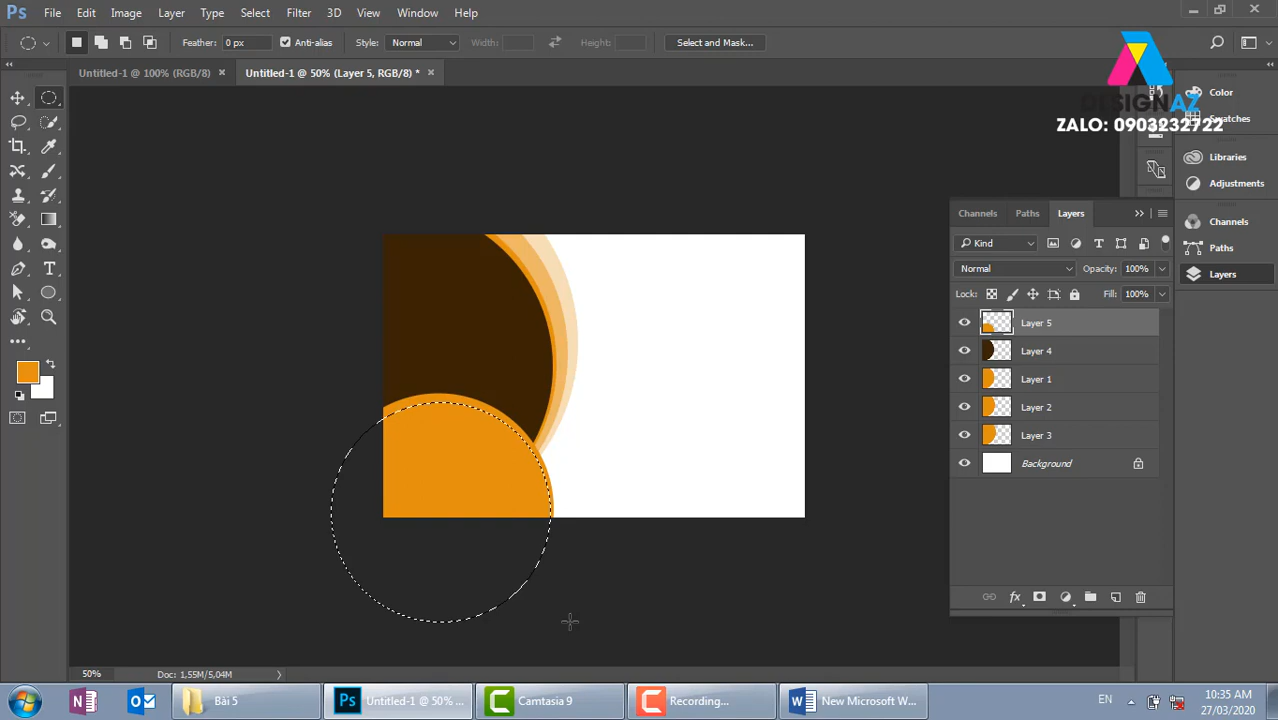 Ps File Edit Image Layer Type Select Filter 3D View Window Help
Feather: 0 px Anti-alias Style: Normal Width: Height: Select and Mask...
Untitled-1 @ 100% (RGB/8) × Untitled-1 @ 50% (Layer 5, RGB/8) * ×
DESIGNAZ
ZALO: 0903232722
Color
Swatches
Libraries
Adjustments
Channels
Paths
Layers
Channels Paths Layers
Kind
Normal Opacity: 100%
Lock: Fill: 100%
Layer 5
Layer 4
Layer 1
Layer 2
Layer 3
Background
fx
50% Doc: 1,55M/5,04M
Bài 5
Ps Untitled-1 @ 50% ...
Camtasia 9
Recording...
New Microsoft W...
EN
10:35 AM
27/03/2020